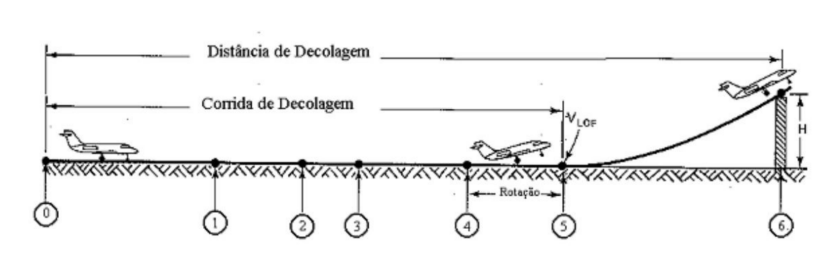 Distância de Decolagem
Corrida de Decolagem
V_LOF
H
Rotação
0
1
2
3
4
5
6.